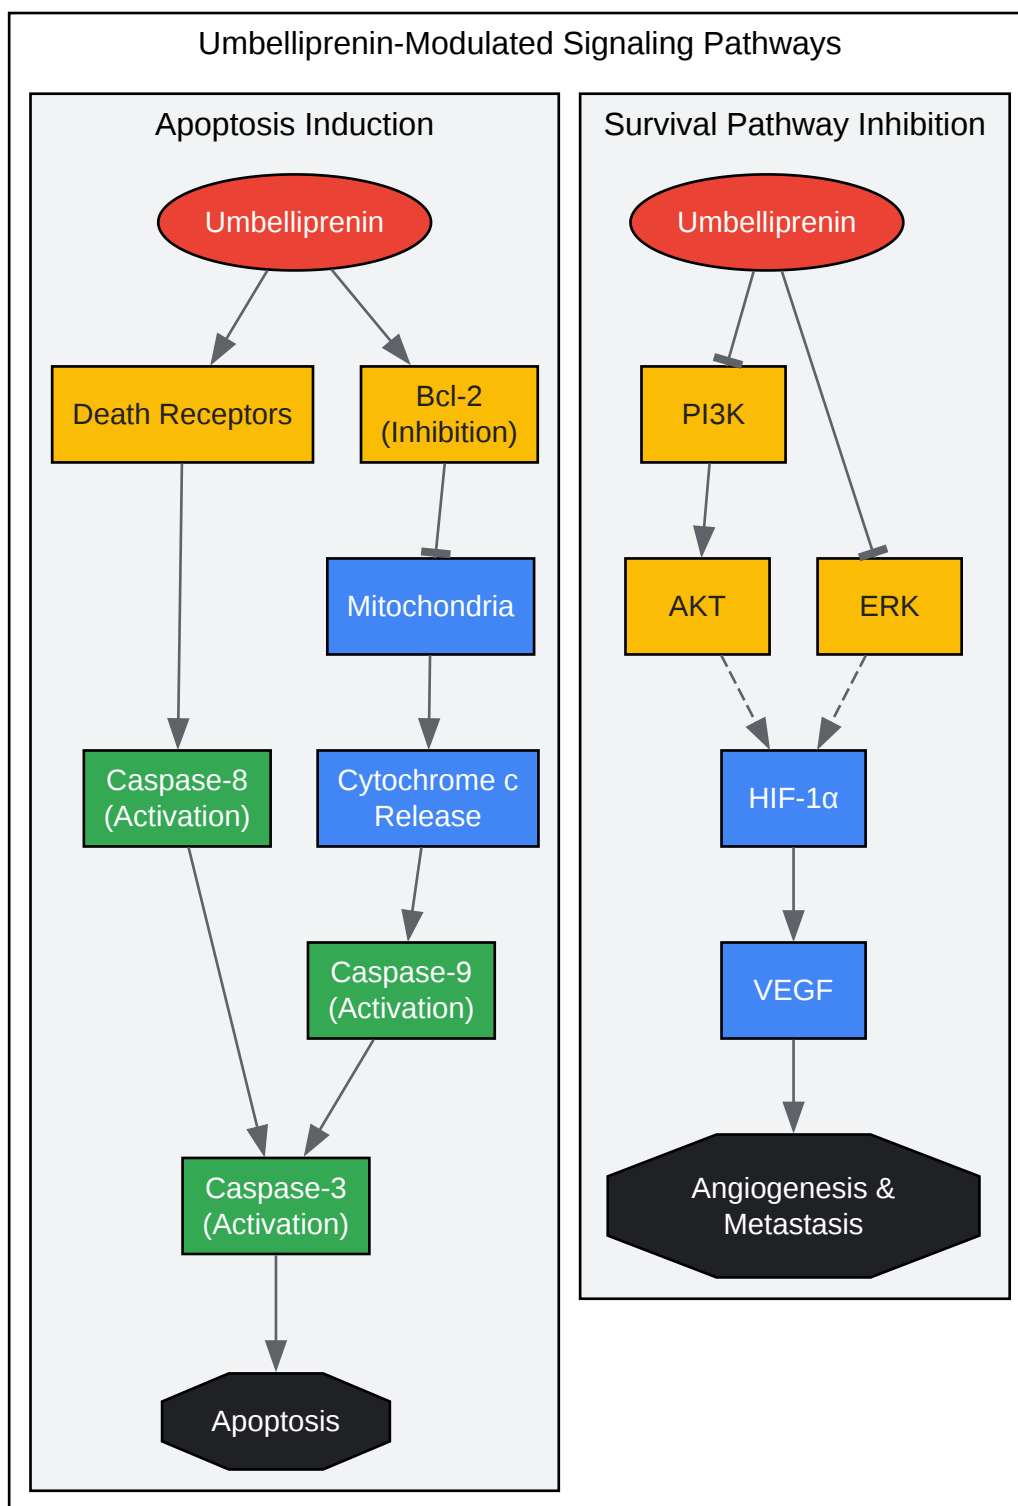 Umbelliprenin-Modulated Signaling Pathways
Apoptosis Induction
Umbelliprenin
Death Receptors
Bcl-2
(Inhibition)
Mitochondria
Caspase-8
(Activation)
Cytochrome c
Release
Caspase-9
(Activation)
Caspase-3
(Activation)
Apoptosis
Survival Pathway Inhibition
Umbelliprenin
PI3K
AKT
ERK
HIF-1α
VEGF
Angiogenesis &
Metastasis